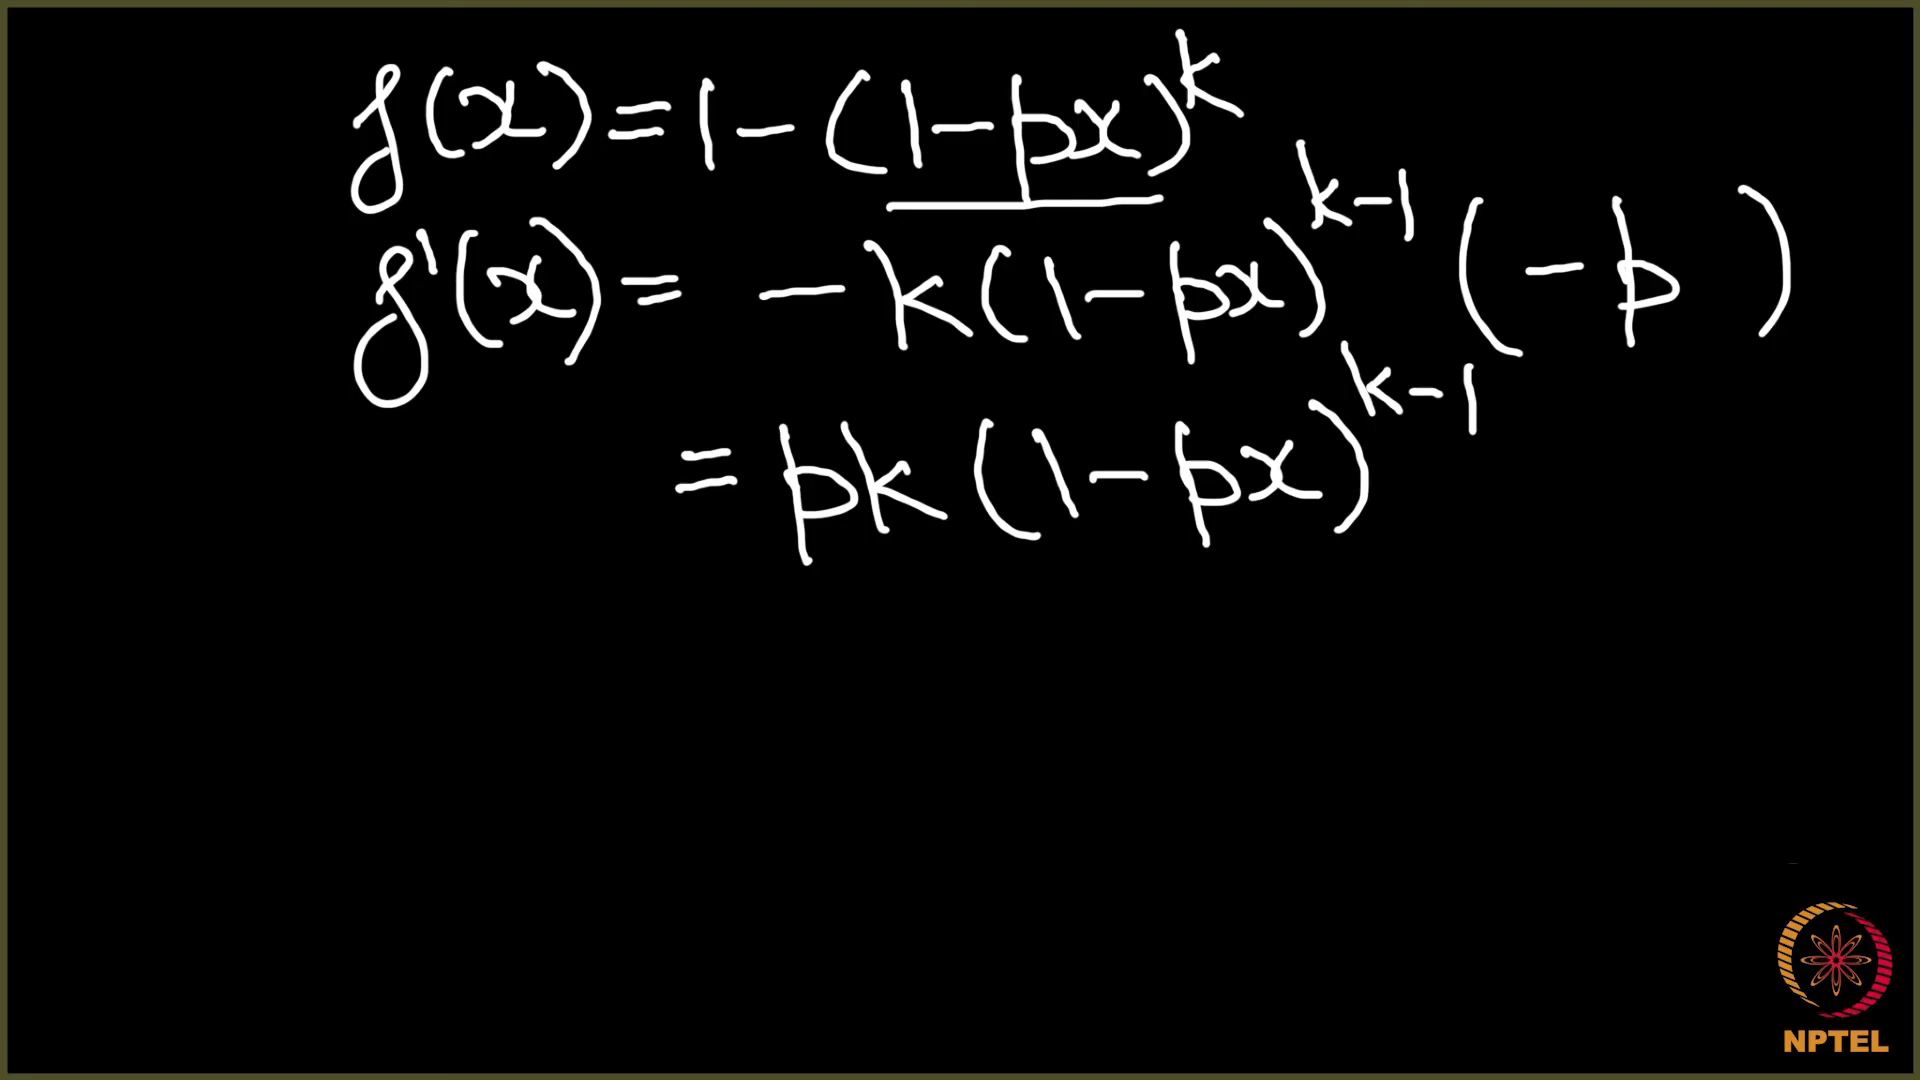 f(x) = 1 - (1 - px)^k
f'(x) = - k(1 - px)^{k-1} (-p)
= pk(1 - px)^{k-1}
NPTEL